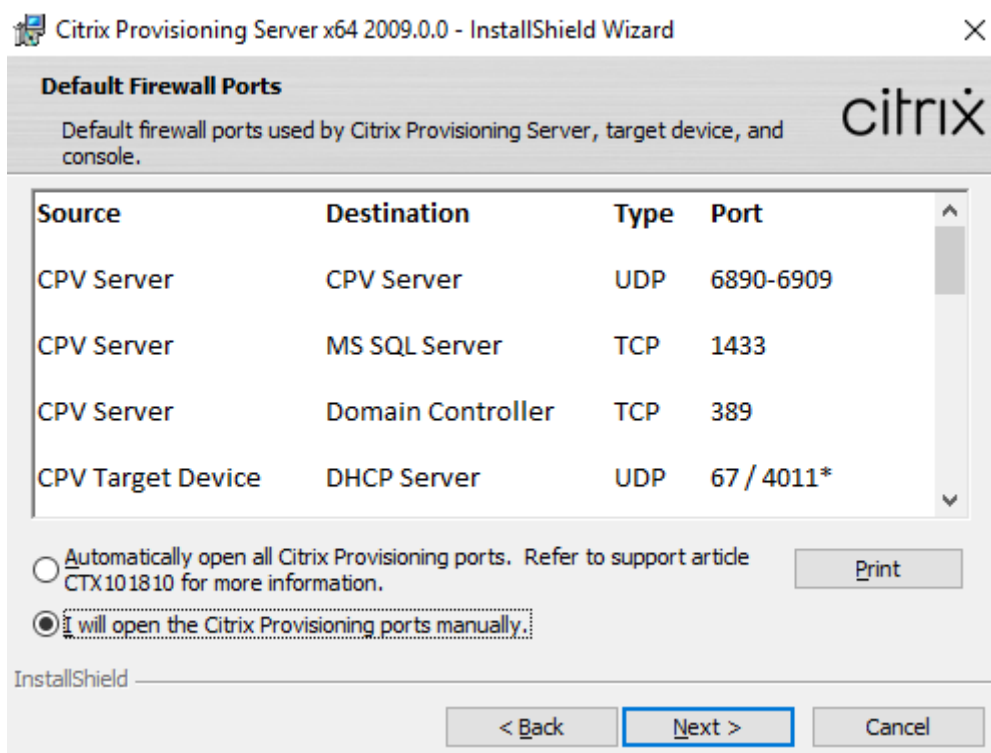 Citrix Provisioning Server x64 2009.0.0 - InstallShield Wizard
Default Firewall Ports
Default firewall ports used by Citrix Provisioning Server, target device, and
console.
citrix
Source Destination Type Port
CPV Server CPV Server UDP 6890-6909
CPV Server MS SQL Server TCP 1433
CPV Server Domain Controller TCP 389
CPV Target Device DHCP Server UDP 67 / 4011*
Automatically open all Citrix Provisioning ports. Refer to support article
CTX101810 for more information.
Print
I will open the Citrix Provisioning ports manually.
InstallShield
< Back Next > Cancel